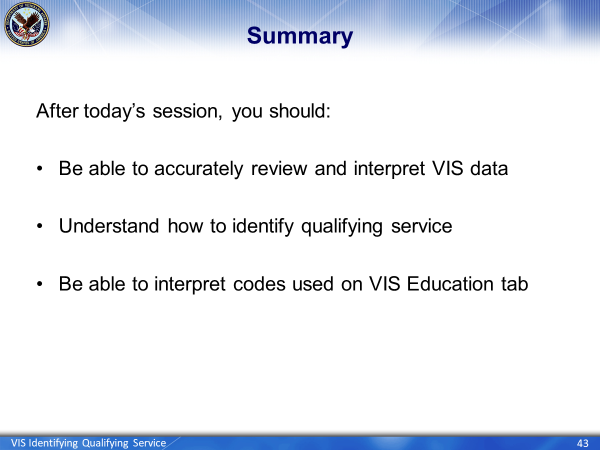 Summary
After today's session, you should:
• Be able to accurately review and interpret VIS data
• Understand how to identify qualifying service
• Be able to interpret codes used on VIS Education tab
VIS Identifying Qualifying Service
43